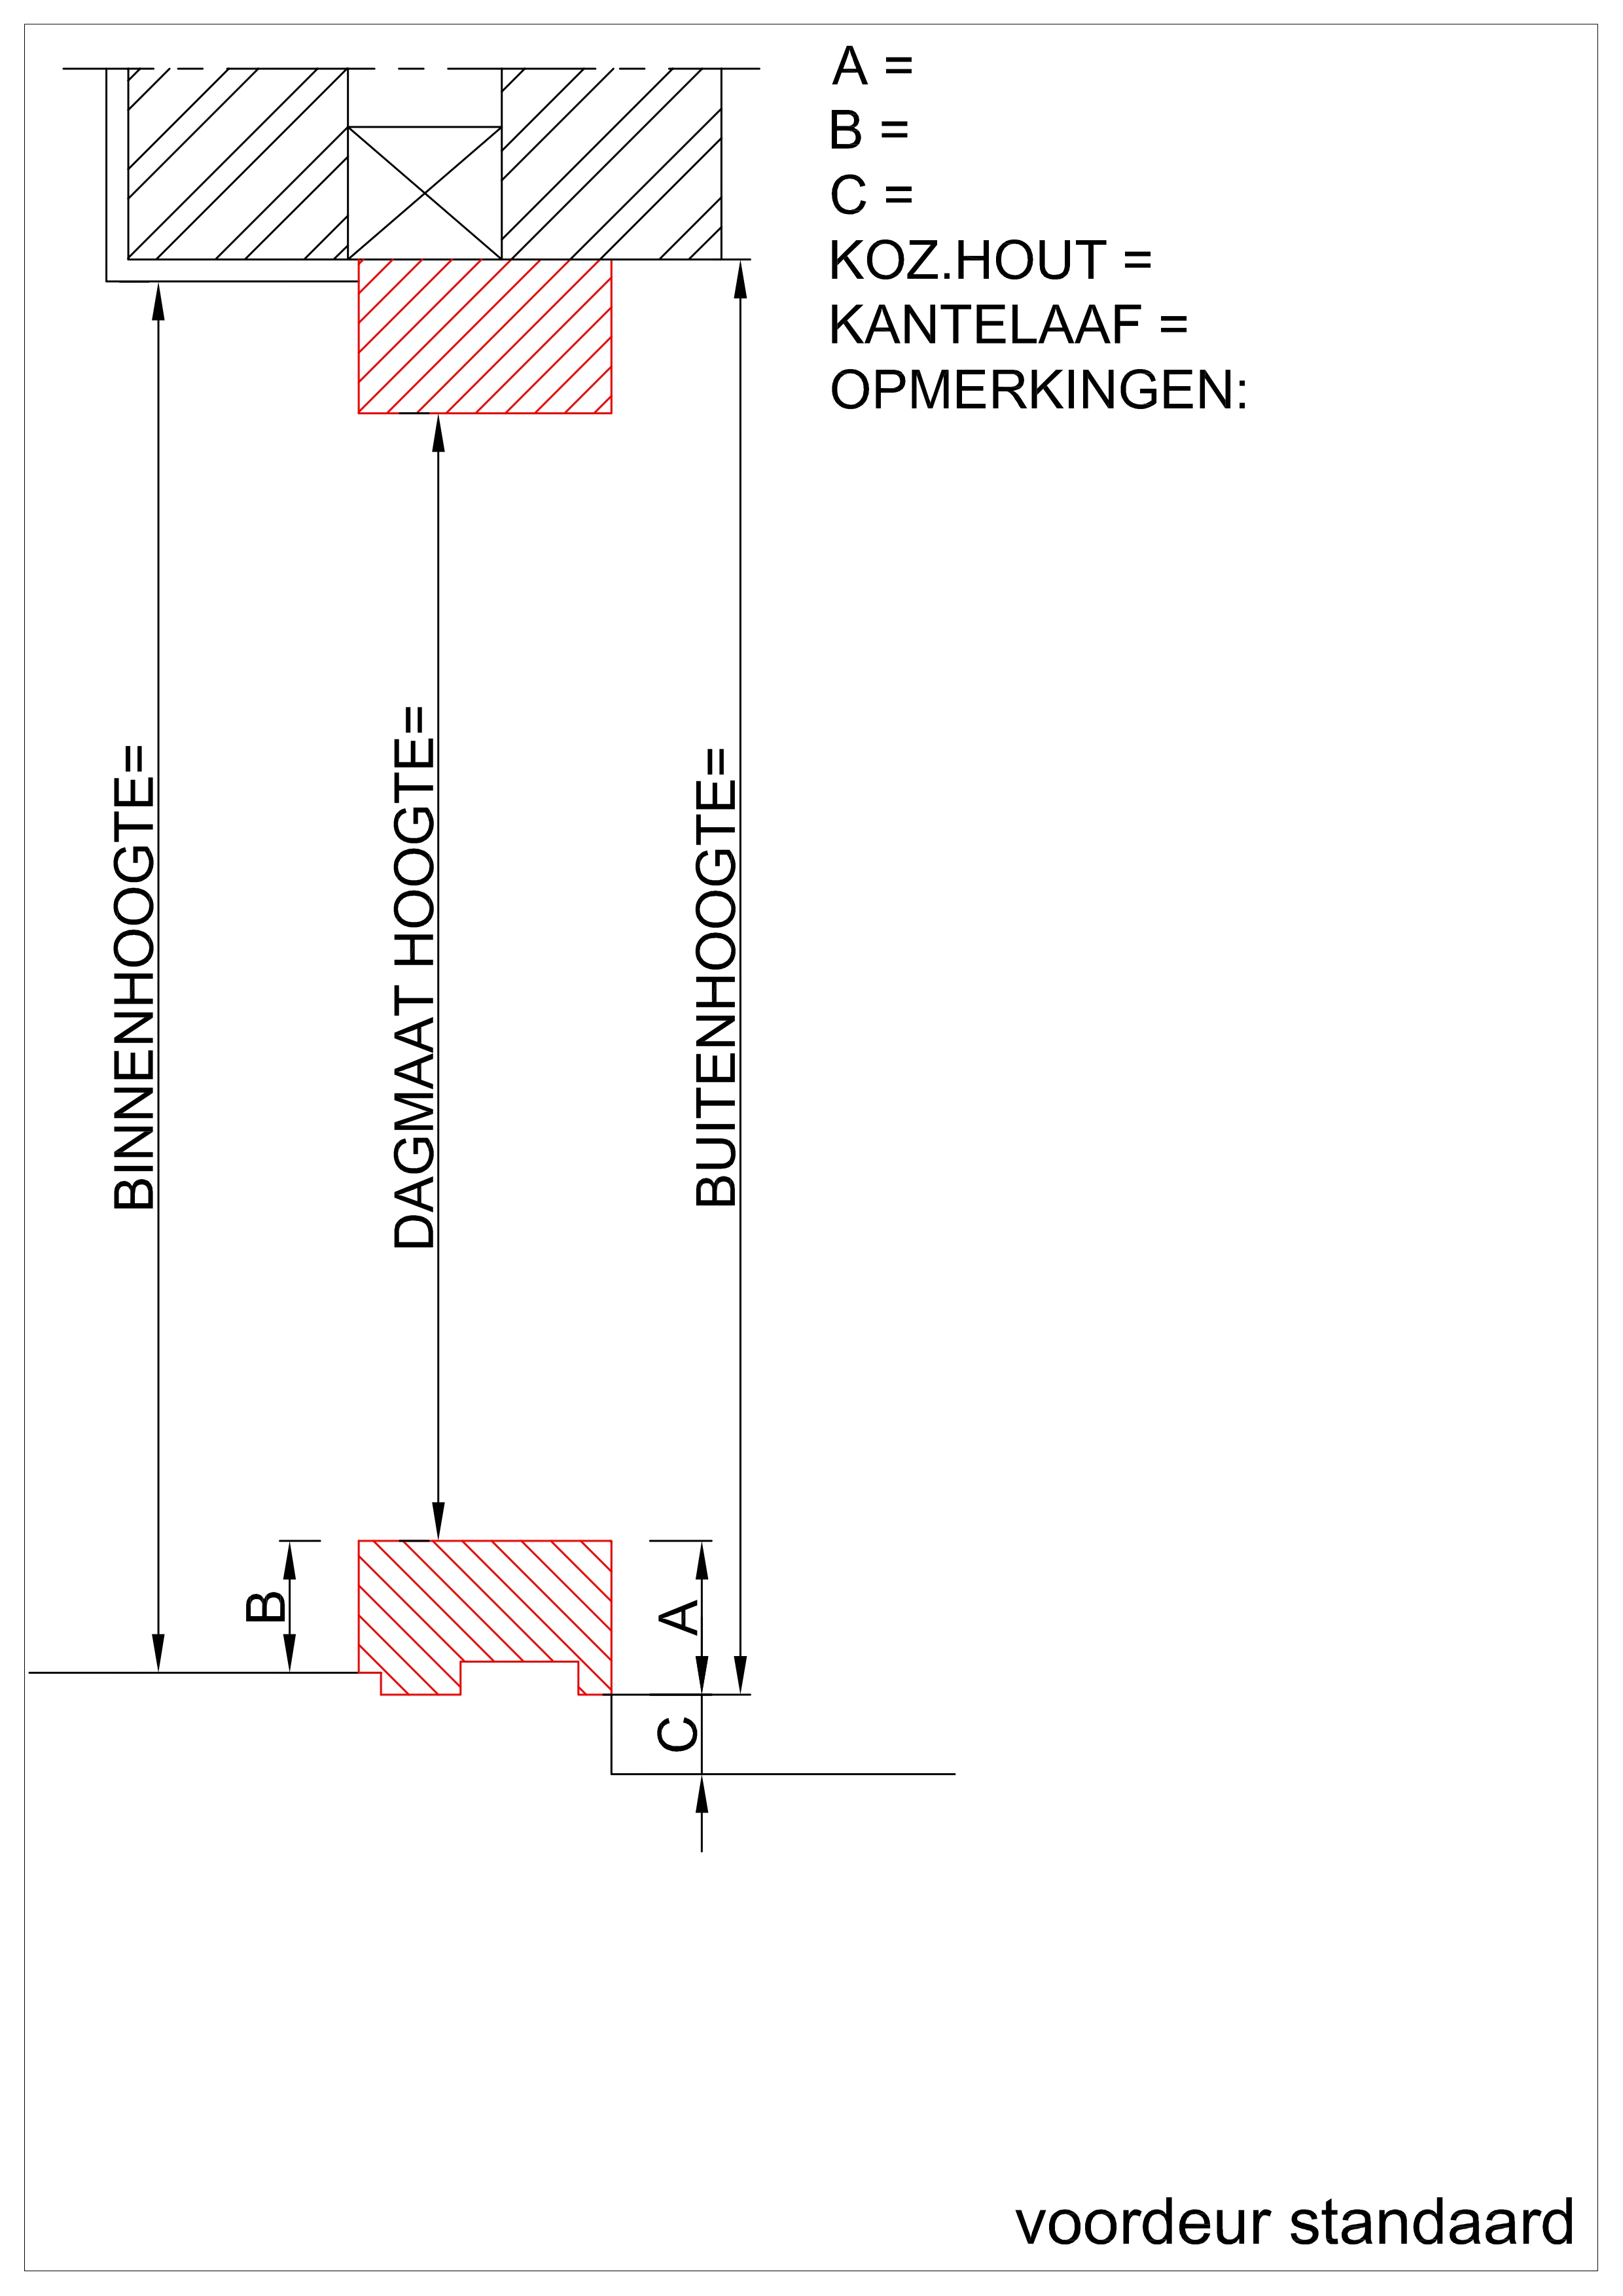 A =
B =
C =
KOZ.HOUT =
KANTELAAF =
OPMERKINGEN:
BINNENHOOGTE=
DAGMAAT HOOGTE=
BUITENHOOGTE=
B
A
C
voordeur standaard